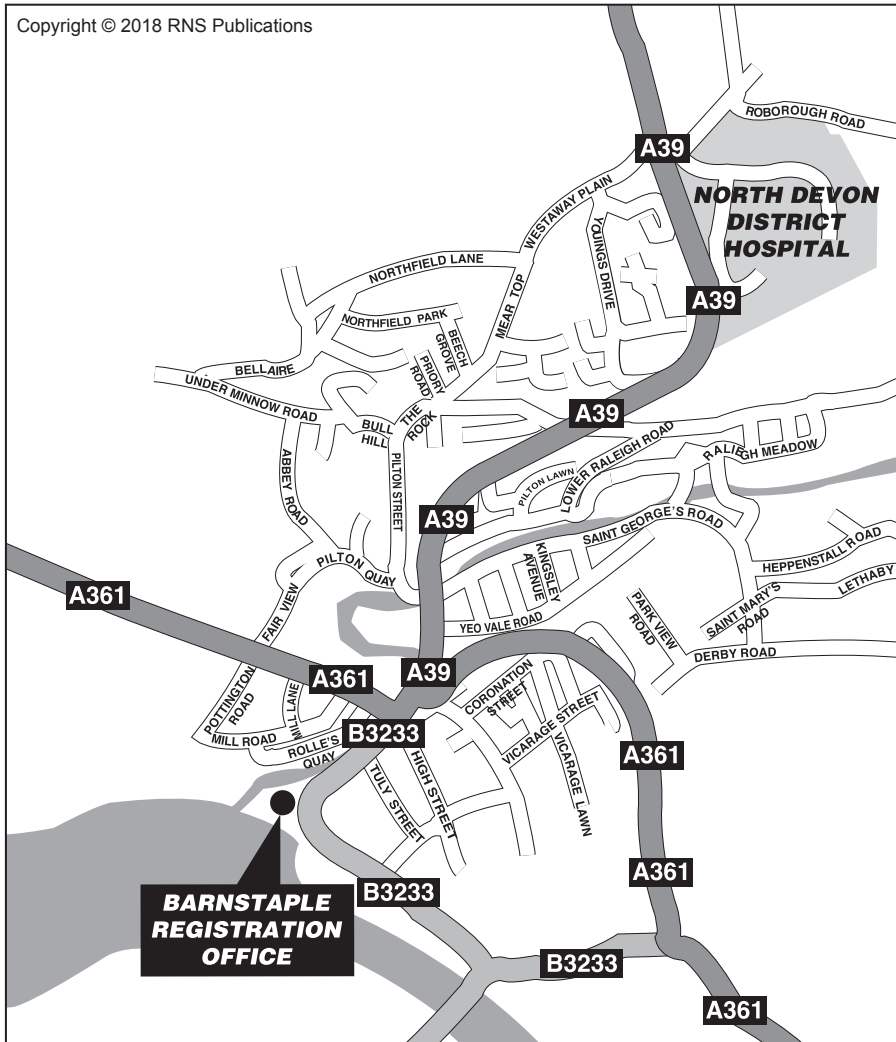 Copyright © 2018 RNS Publications
ROBOROUGH ROAD
A39
NORTH DEVON
DISTRICT
HOSPITAL
WESTAWAY PLAIN
YOUINGS DRIVE
NORTHFIELD LANE
MEAR TOP
A39
NORTHFIELD PARK
BEECH
GROVE
PRIORY
ROAD
BELLAIRE
UNDER MINNOW ROAD
THE
ROCK
BULL
HILL
A39
LOWER RALEIGH ROAD
RALIEGH MEADOW
ABBEY ROAD
PILTON STREET
PILTON LAWN
A39
SAINT GEORGE'S ROAD
PILTON QUAY
KINGSLEY
AVENUE
HEPPENSTALL ROAD
LETHABY
A361
FAIR VIEW
YEO VALE ROAD
PARK VIEW
ROAD
SAINT MARY'S
ROAD
DERBY ROAD
A361
A39
POTTINGTON
ROAD
MILL LANE
CORONATION
STREET
MILL ROAD
ROLLE'S
QUAY
B3233
VICARAGE STREET
VICARAGE LAWN
A361
TULY STREET
HIGH STREET
A361
B3233
BARNSTAPLE
REGISTRATION
OFFICE
B3233
A361